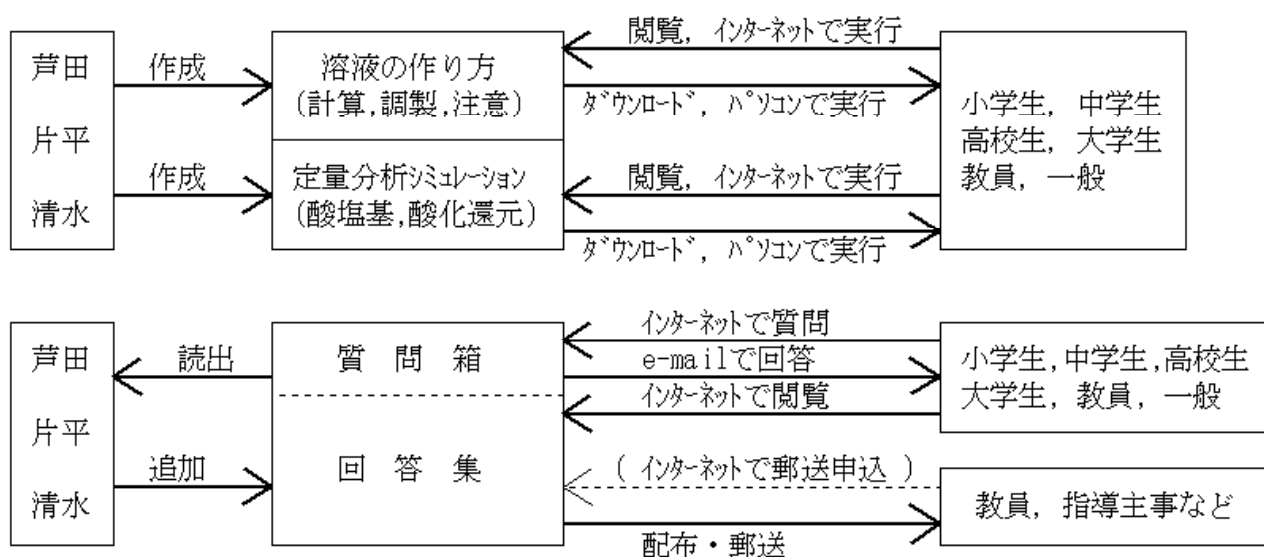 芦田
片平
清水
作成
作成
溶液の作り方
(計算,調製,注意)
定量分析ｼﾐｭﾚｰｼｮﾝ
(酸塩基,酸化還元)
閲覧, ｲﾝﾀｰﾈｯﾄで実行
ﾀﾞｳﾝﾛｰﾄﾞ, ﾊﾟｿｺﾝで実行
閲覧, ｲﾝﾀｰﾈｯﾄで実行
ﾀﾞｳﾝﾛｰﾄﾞ, ﾊﾟｿｺﾝで実行
小学生, 中学生
高校生, 大学生
教員, 一般
芦田
片平
清水
読出
追加
質 問 箱
回 答 集
ｲﾝﾀｰﾈｯﾄで質問
e-mailで回答
ｲﾝﾀｰﾈｯﾄで閲覧
( ｲﾝﾀｰﾈｯﾄで郵送申込 )
配布・郵送
小学生,中学生,高校生
大学生, 教員, 一般
教員, 指導主事など